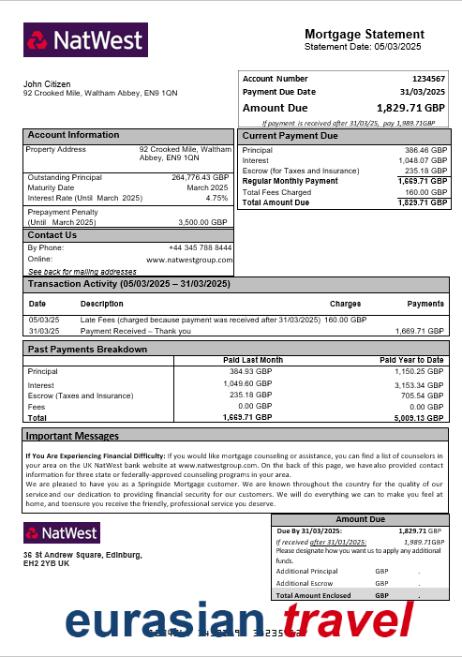 NatWest
Mortgage Statement
Statement Date: 05/03/2025
John Citizen
92 Crooked Mile, Waltham Abbey, EN9 1QN
Account Number 1234567
Payment Due Date 31/03/2025
Amount Due 1,829.71 GBP
If payment is received after 31/03/25, pay 1,989.71GBP
Account Information
Property Address 92 Crooked Mile, Waltham
Abbey, EN9 1QN
Outstanding Principal 264,776.43 GBP
Maturity Date March 2025
Interest Rate (Until March 2025) 4.75%
Prepayment Penalty
(Until March 2025) 3,500.00 GBP
Contact Us
By Phone: +44 345 788 8444
Online: www.natwestgroup.com
See back for mailing addresses
Current Payment Due
Principal 386.46 GBP
Interest 1,048.07 GBP
Escrow (for Taxes and Insurance) 235.18 GBP
Regular Monthly Payment 1,669.71 GBP
Total Fees Charged 160.00 GBP
Total Amount Due 1,829.71 GBP
Transaction Activity (05/03/2025 – 31/03/2025)
Date Description Charges Payments
05/03/25 Late Fees (charged because payment was received after 31/03/2025) 160.00 GBP
31/03/25 Payment Received – Thank you 1,669.71 GBP
Past Payments Breakdown
Paid Last Month Paid Year to Date
Principal 384.93 GBP 1,150.25 GBP
Interest 1,049.60 GBP 3,153.34 GBP
Escrow (Taxes and Insurance) 235.18 GBP 705.54 GBP
Fees 0.00 GBP 0.00 GBP
Total 1,669.71 GBP 5,009.13 GBP
Important Messages
If You Are Experiencing Financial Difficulty: If you would like mortgage counseling or assistance, you can find a list of counselors in
your area on the UK NatWest bank website at www.natwestgroup.com. On the back of this page, we have also provided contact
information for three state or federally-approved counseling programs in your area.
We are pleased to have you as a Springside Mortgage customer. We are known throughout the country for the quality of our
service and our dedication to providing financial security for our customers. We will do everything we can to make you feel at
home, and to ensure you receive the friendly, professional service you deserve.
NatWest
36 St Andrew Square, Edinburg,
EH2 2YB UK
Amount Due
Due By 31/03/2025: 1,829.71 GBP
If received after 31/01/2025: 1,989.71GBP
Please designate how you want us to apply any additional
funds.
Additional Principal GBP .
Additional Escrow GBP .
Total Amount Enclosed GBP .
eurasian travel